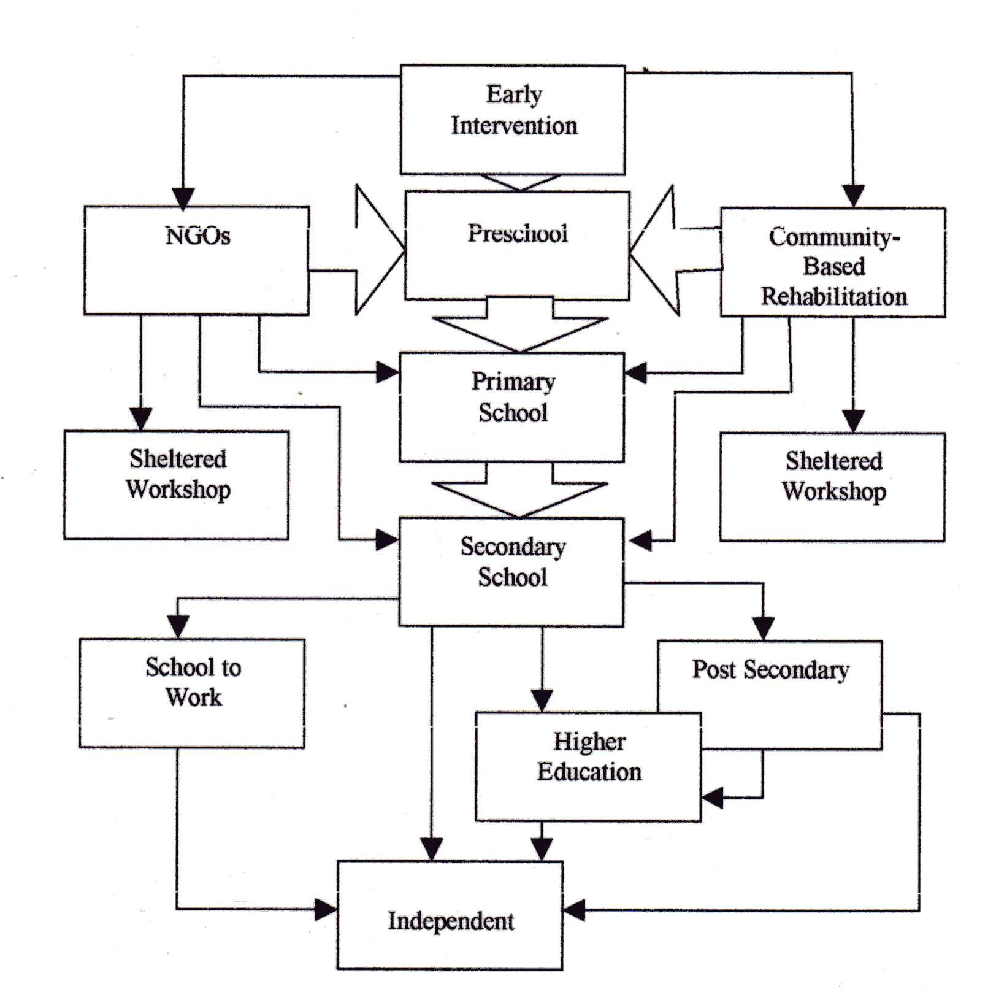 Early
Intervention
NGOs
Preschool
Community-
Based
Rehabilitation
Primary
School
Sheltered
Workshop
Sheltered
Workshop
Secondary
School
School to
Work
Post Secondary
Higher
Education
Independent